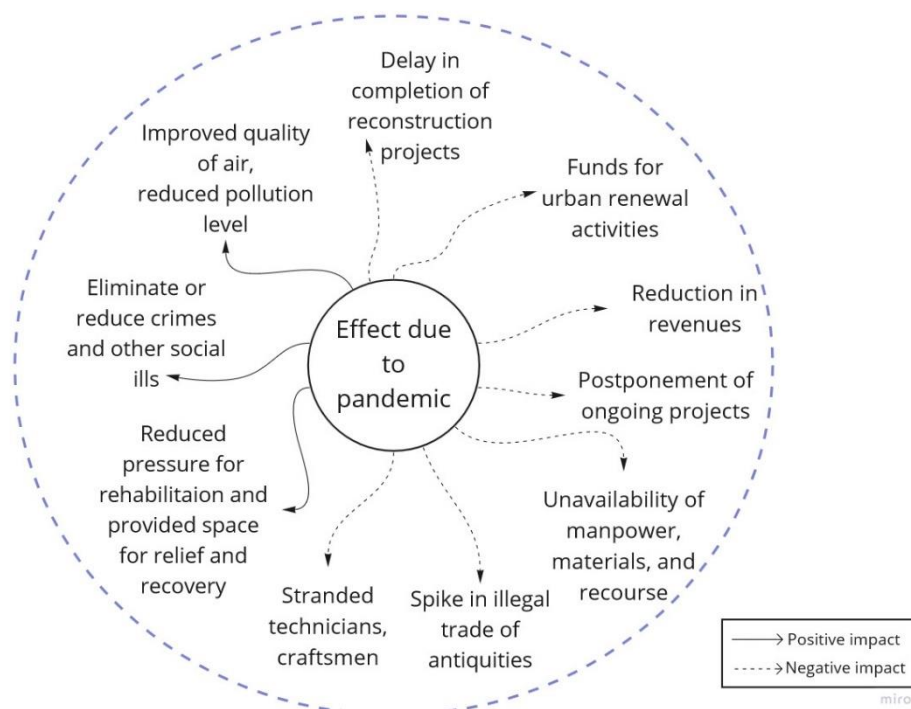 Delay in
completion of
reconstruction
projects
Improved quality
of air,
reduced pollution
level
Funds for
urban renewal
activities
Eliminate or
reduce crimes
and other social
ills
Effect due
to
pandemic
Reduction in
revenues
Postponement of
ongoing projects
Reduced
pressure for
rehabilitaion and
provided space
for relief and
recovery
Unavailability of
manpower,
materials, and
recourse
Stranded
technicians,
craftsmen
Spike in illegal
trade of
antiquities
Positive impact
Negative impact
miro